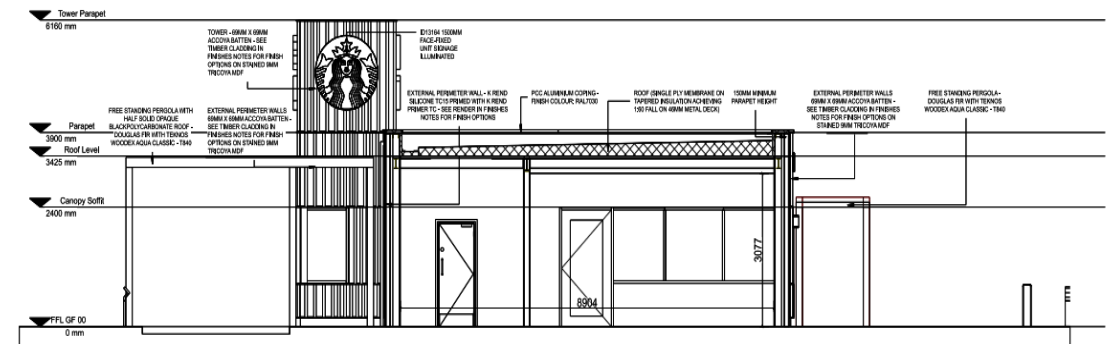 Tower Parapet
6160 mm
TOWER - 69MM X 69MM
ACCOYA BATTEN - SEE
TIMBER CLADDING IN
FINISHES NOTES FOR FINISH
OPTIONS ON STAINED 9MM
TRICOYA MDF
ID13164 1500MM
FACE-FIXED
UNIT SIGNAGE
ILLUMINATED
FREE STANDING PERGOLA WITH
HALF SOLID OPAQUE
BLACKPOLYCARBONATE ROOF -
DOUGLAS FIR WITH TEKNOS
WOODEX AQUA CLASSIC - T840
EXTERNAL PERIMETER WALLS
69MM X 69MM ACCOYA BATTEN -
SEE TIMBER CLADDING IN
FINISHES NOTES FOR FINISH
OPTIONS ON STAINED 9MM
TRICOYA MDF
EXTERNAL PERIMETER WALL - K REND
SILICONE TC15 PRIMED WITH K REND
PRIMER TC - SEE RENDER IN FINISHES
NOTES FOR FINISH OPTIONS
PCC ALUMINIUM COPING -
FINISH COLOUR; RAL7030
ROOF (SINGLE PLY MEMBRANE ON
TAPERED INSULATION ACHIEVING
1:60 FALL ON 46MM METAL DECK)
150MM MINIMUM
PARAPET HEIGHT
EXTERNAL PERIMETER WALLS
69MM X 69MM ACCOYA BATTEN -
SEE TIMBER CLADDING IN FINISHES
NOTES FOR FINISH OPTIONS ON
STAINED 9MM TRICOYA MDF
FREE STANDING PERGOLA -
DOUGLAS FIR WITH TEKNOS
WOODEX AQUA CLASSIC - T840
Parapet
3900 mm
Roof Level
3425 mm
Canopy Soffit
2400 mm
3077
8904
FFL GF 00
0 mm